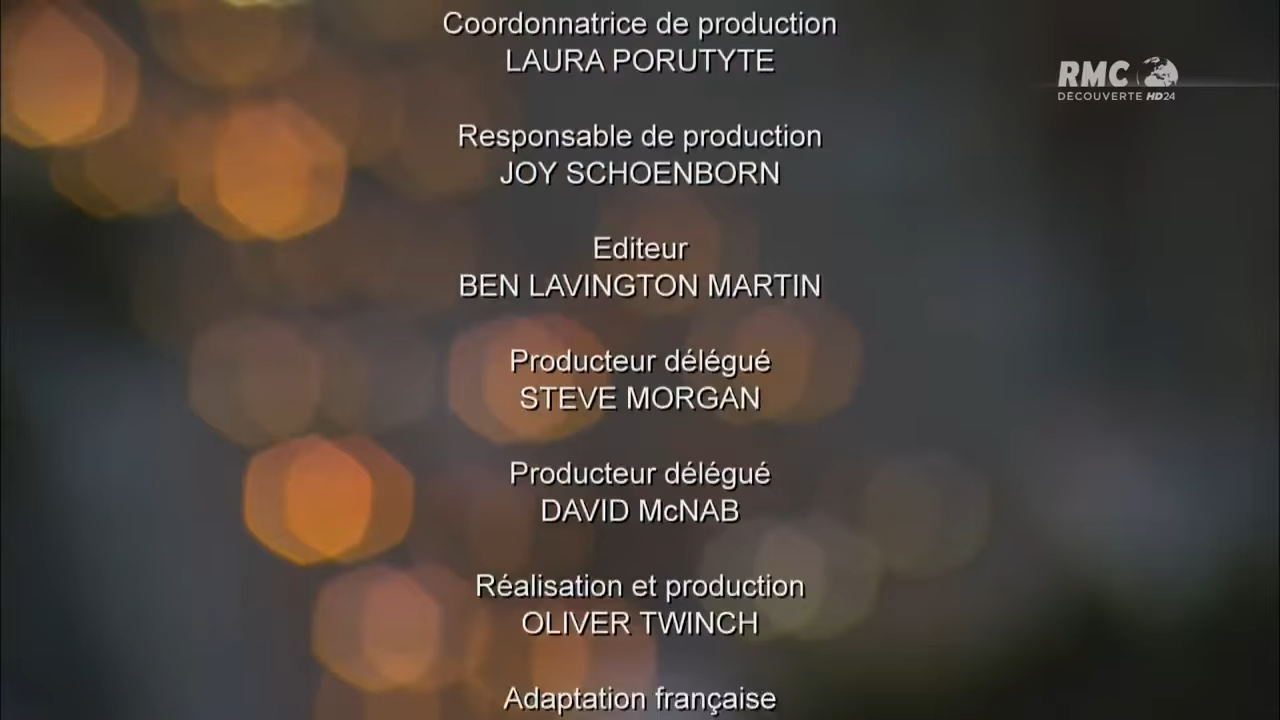 Coordonnatrice de production
LAURA PORUTYTE
RMC
DÉCOUVERTE HD24
Responsable de production
JOY SCHOENBORN
Editeur
BEN LAVINGTON MARTIN
Producteur délégué
STEVE MORGAN
Producteur délégué
DAVID McNAB
Réalisation et production
OLIVER TWINCH
Adaptation française